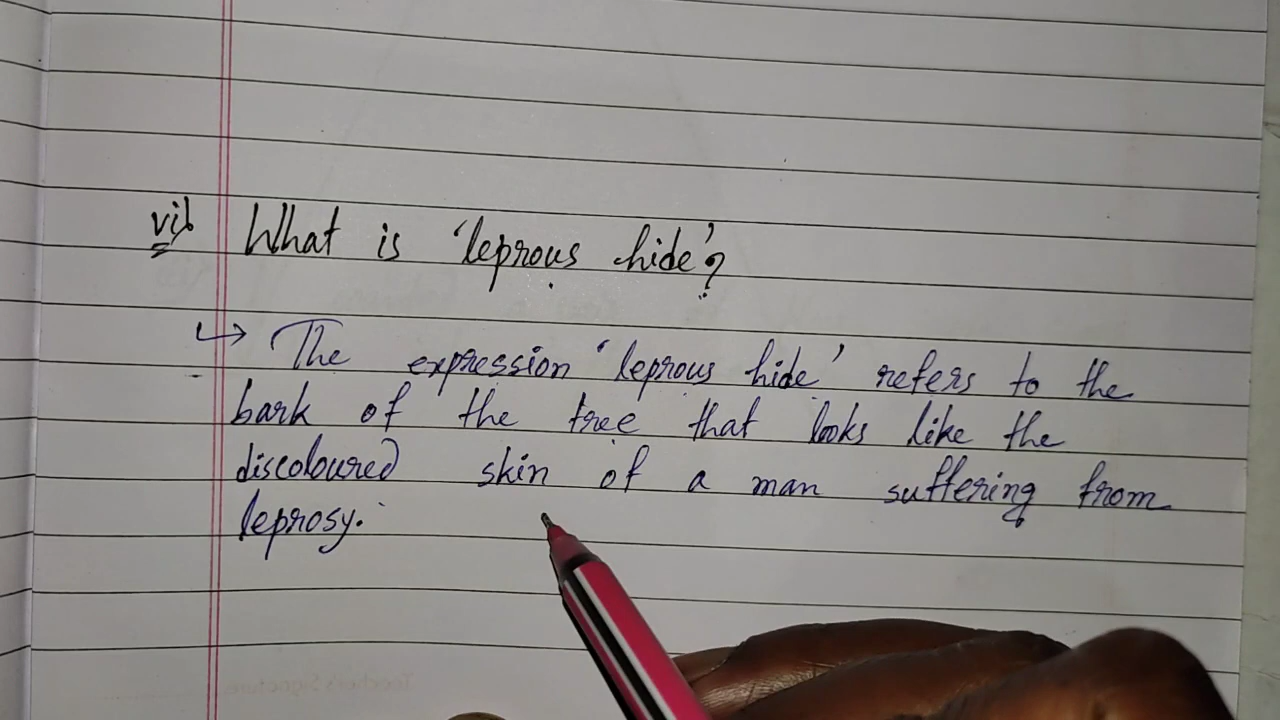 vii) What is 'leprous hide'?
↳ The expression 'leprous hide' refers to the
bark of the tree that looks like the
discoloured skin of a man suffering from
leprosy.